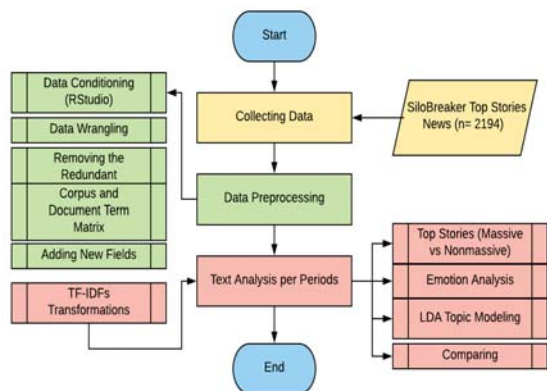 Start
Data Conditioning
(RStudio)
Collecting Data
SiloBreaker Top Stories
News (n= 2194)
Data Wrangling
Removing the
Redundant
Corpus and
Document Term
Matrix
Adding New Fields
Data Preprocessing
TF-IDFs
Transformations
Text Analysis per Periods
Top Stories (Massive
vs Nonmassive)
Emotion Analysis
LDA Topic Modeling
Comparing
End